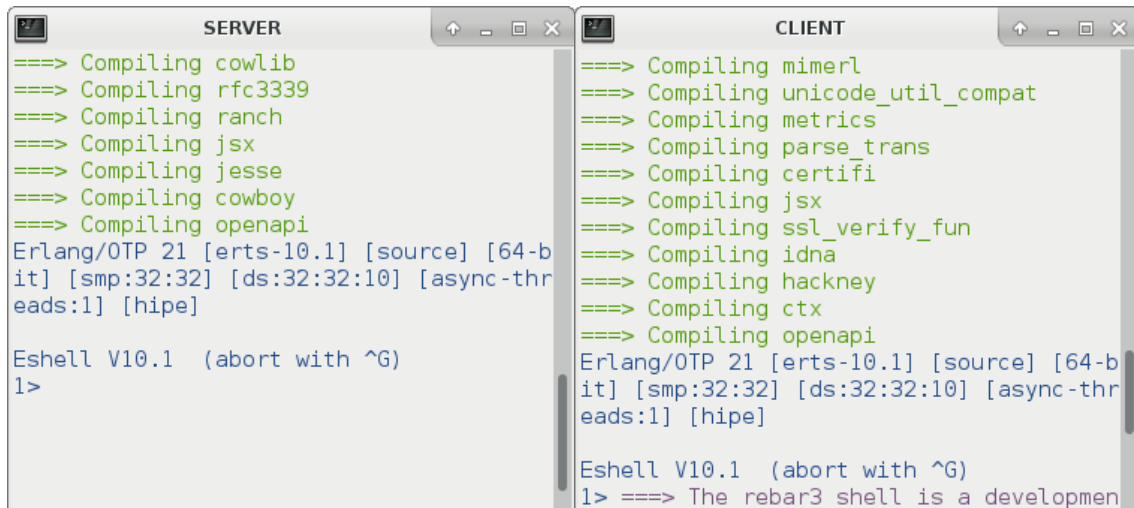 SERVER
===> Compiling cowlib
===> Compiling rfc3339
===> Compiling ranch
===> Compiling jsx
===> Compiling jesse
===> Compiling cowboy
===> Compiling openapi
Erlang/OTP 21 [erts-10.1] [source] [64-b
it] [smp:32:32] [ds:32:32:10] [async-thr
eads:1] [hipe]
Eshell V10.1  (abort with ^G)
1>
CLIENT
===> Compiling mimerl
===> Compiling unicode_util_compat
===> Compiling metrics
===> Compiling parse_trans
===> Compiling certifi
===> Compiling jsx
===> Compiling ssl_verify_fun
===> Compiling idna
===> Compiling hackney
===> Compiling ctx
===> Compiling openapi
Erlang/OTP 21 [erts-10.1] [source] [64-b
it] [smp:32:32] [ds:32:32:10] [async-thr
eads:1] [hipe]
Eshell V10.1  (abort with ^G)
1> ===> The rebar3 shell is a developmen